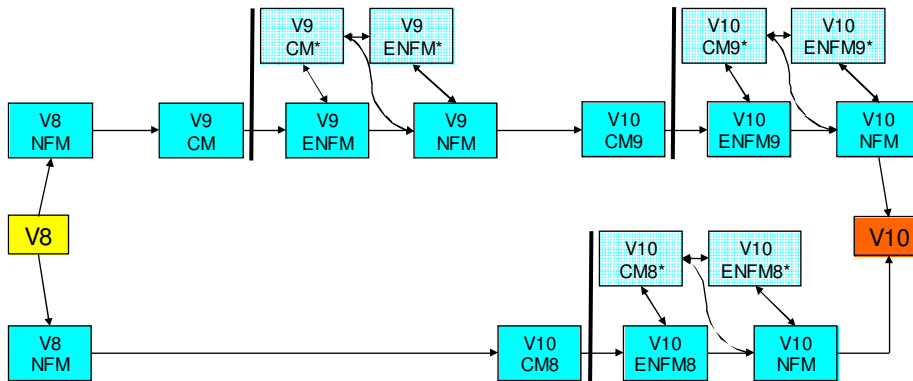 V9
CM*
V9
ENFM*
V10
CM9*
V10
ENFM9*
V8
NFM
V9
CM
V9
ENFM
V9
NFM
V10
CM9
V10
ENFM9
V10
NFM
V8
V10
V10
CM8*
V10
ENFM8*
V8
NFM
V10
CM8
V10
ENFM8
V10
NFM